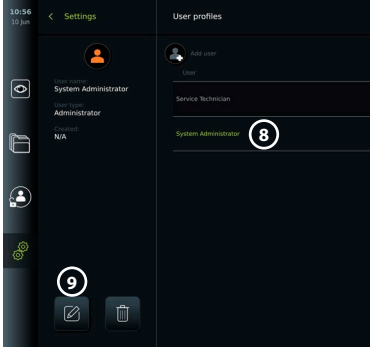 10:56
10 Jun
Settings
User name:
System Administrator
User type:
Administrator
Created:
N/A
9
User profiles
Add user
User
Service Technician
System Administrator
8